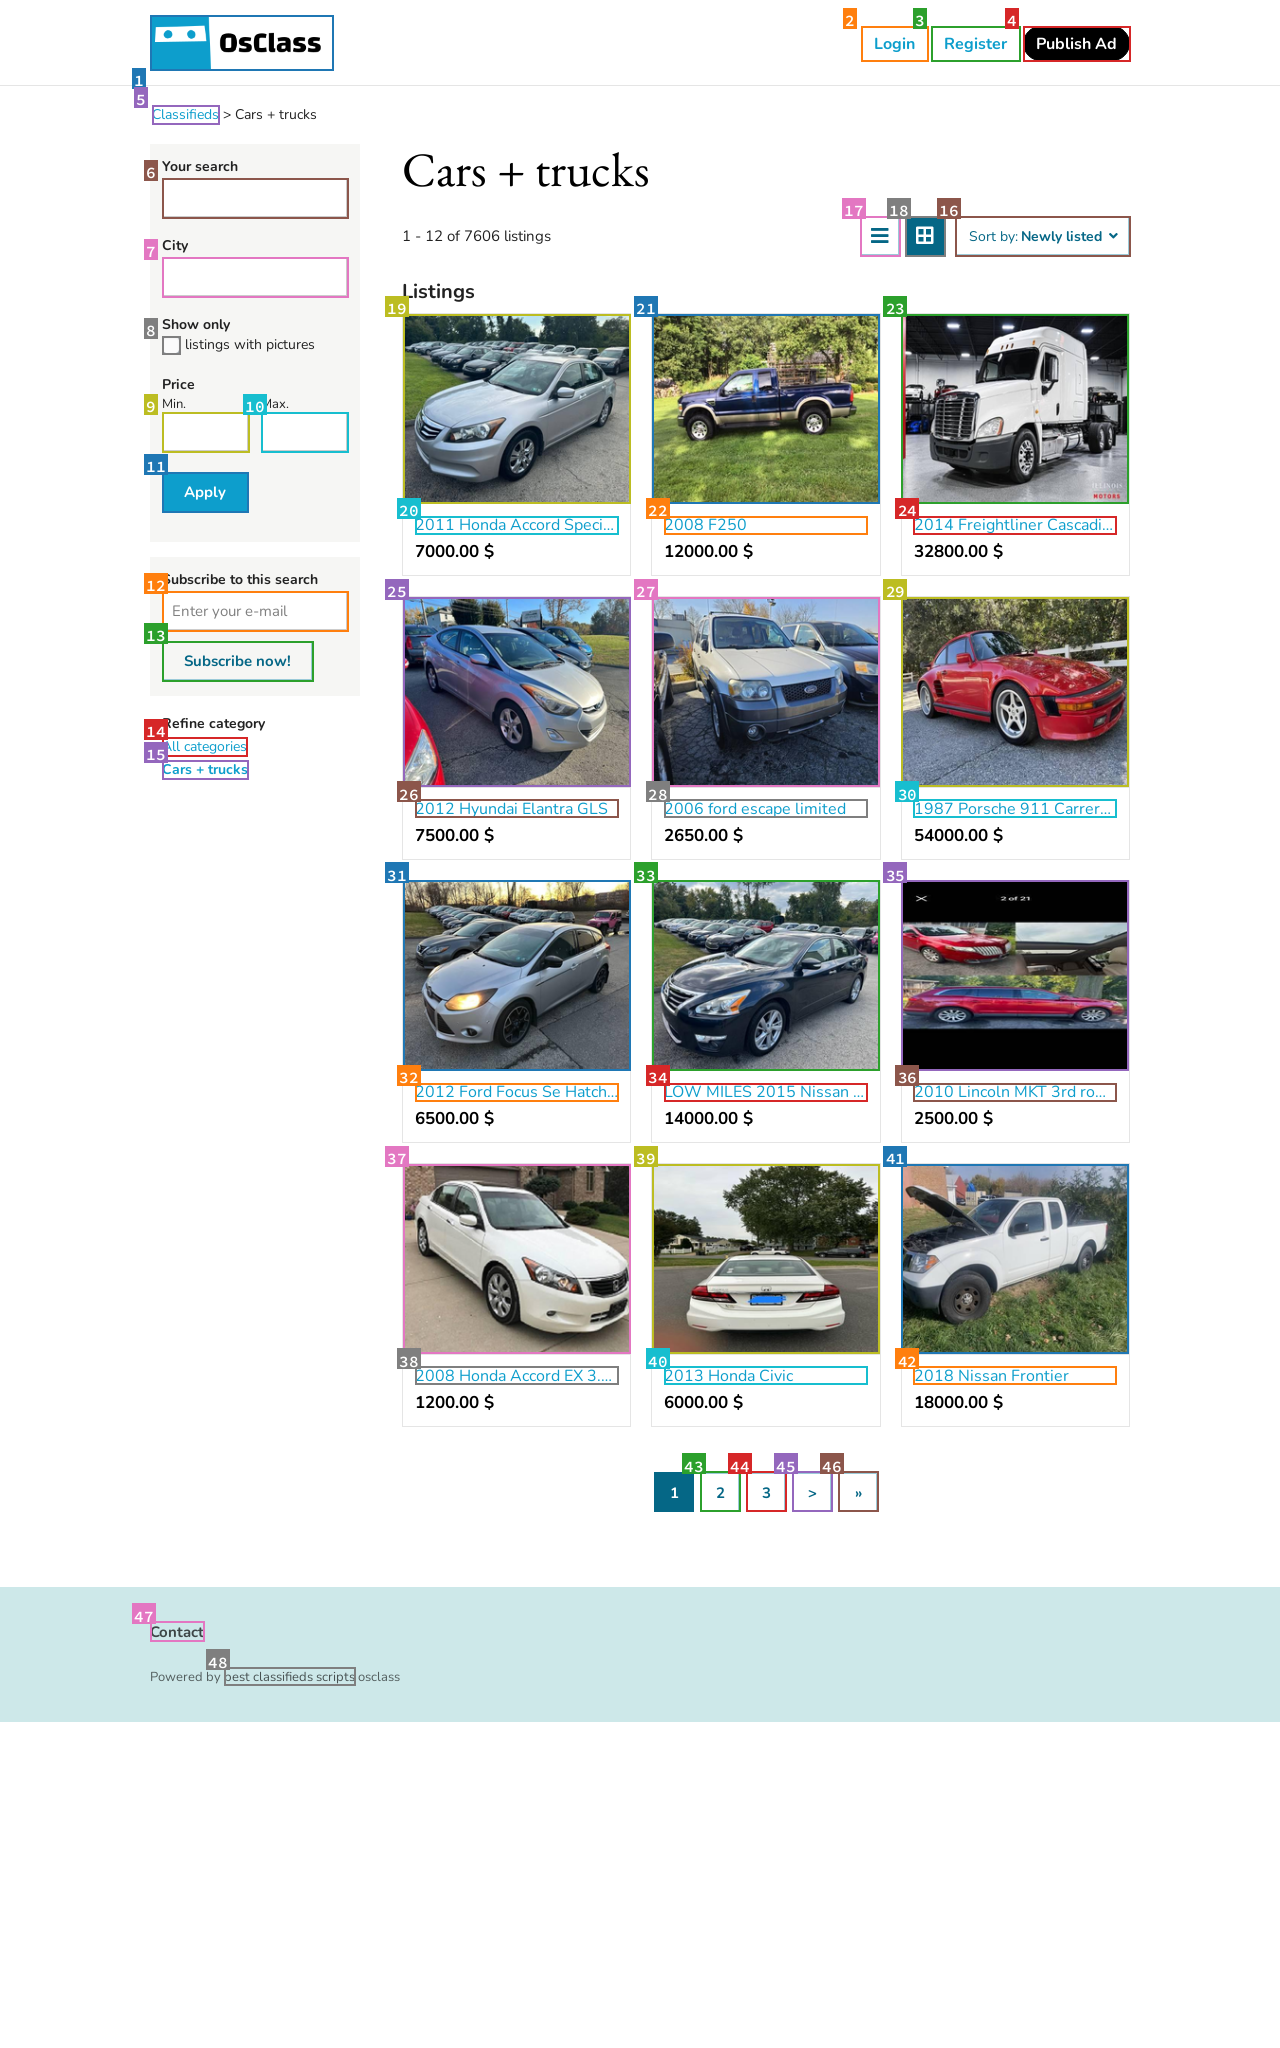 OsClass
2
Login
3
Register
4
Publish Ad
1
5
Classifieds > Cars + trucks
6
Your search
7
City
8
Show only
listings with pictures
Price
9
Min.
10
Max.
11
Apply
12
Subscribe to this search
Enter your e-mail
13
Subscribe now!
14
Refine category
All categories
15
Cars + trucks
Cars + trucks
1 - 12 of 7606 listings
17
18
16
Sort by: Newly listed
Listings
19
20
2011 Honda Accord Speci...
7000.00 $
21
22
2008 F250
12000.00 $
23
ILLINOIS
MOTORS
24
2014 Freightliner Cascadi...
32800.00 $
25
26
2012 Hyundai Elantra GLS
7500.00 $
27
28
2006 ford escape limited
2650.00 $
29
30
1987 Porsche 911 Carrer...
54000.00 $
31
32
2012 Ford Focus Se Hatch...
6500.00 $
33
34
LOW MILES 2015 Nissan ...
14000.00 $
35
2 of 21
36
2010 Lincoln MKT 3rd ro...
2500.00 $
37
38
2008 Honda Accord EX 3....
1200.00 $
39
40
2013 Honda Civic
6000.00 $
41
42
2018 Nissan Frontier
18000.00 $
43
44
45
46
1 2 3 > »
47
Contact
48
Powered by best classifieds scripts osclass